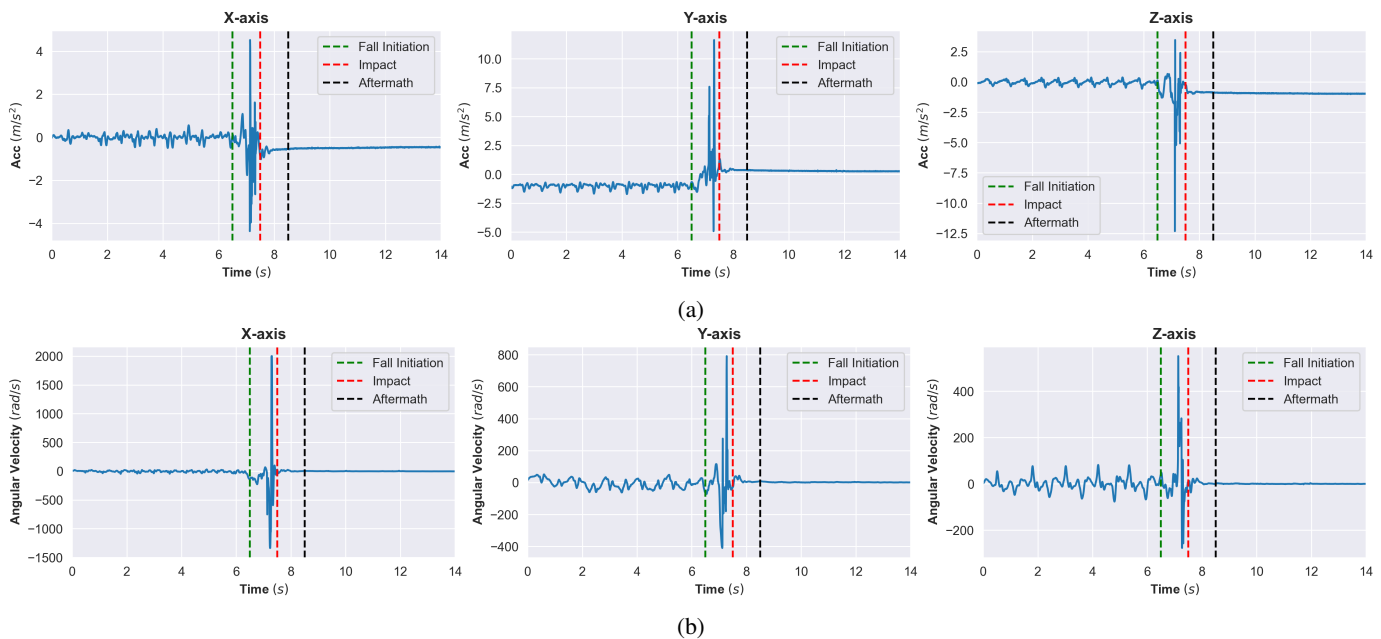 X-axis
Acc (m/s²)
4
2
0
−2
−4
Fall Initiation
Impact
Aftermath
0 2 4 6 8 10 12 14
Time (s)
Y-axis
Acc (m/s²)
10.0
7.5
5.0
2.5
0.0
−2.5
−5.0
Fall Initiation
Impact
Aftermath
0 2 4 6 8 10 12 14
Time (s)
Z-axis
Acc (m/s²)
2.5
0.0
−2.5
−5.0
−7.5
−10.0
−12.5
Fall Initiation
Impact
Aftermath
0 2 4 6 8 10 12 14
Time (s)
(a)
X-axis
Angular Velocity (rad/s)
2000
1500
1000
500
0
−500
−1000
−1500
Fall Initiation
Impact
Aftermath
0 2 4 6 8 10 12 14
Time (s)
Y-axis
Angular Velocity (rad/s)
800
600
400
200
0
−200
−400
Fall Initiation
Impact
Aftermath
0 2 4 6 8 10 12 14
Time (s)
Z-axis
Angular Velocity (rad/s)
400
200
0
−200
Fall Initiation
Impact
Aftermath
0 2 4 6 8 10 12 14
Time (s)
(b)